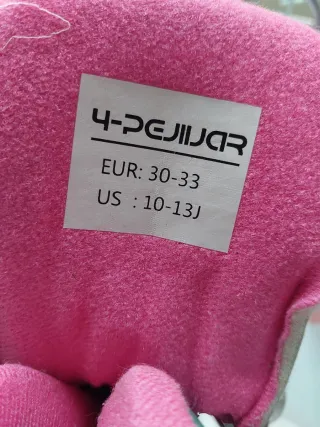 4-PEJIIJAR
EUR: 30-33
US : 10-13J